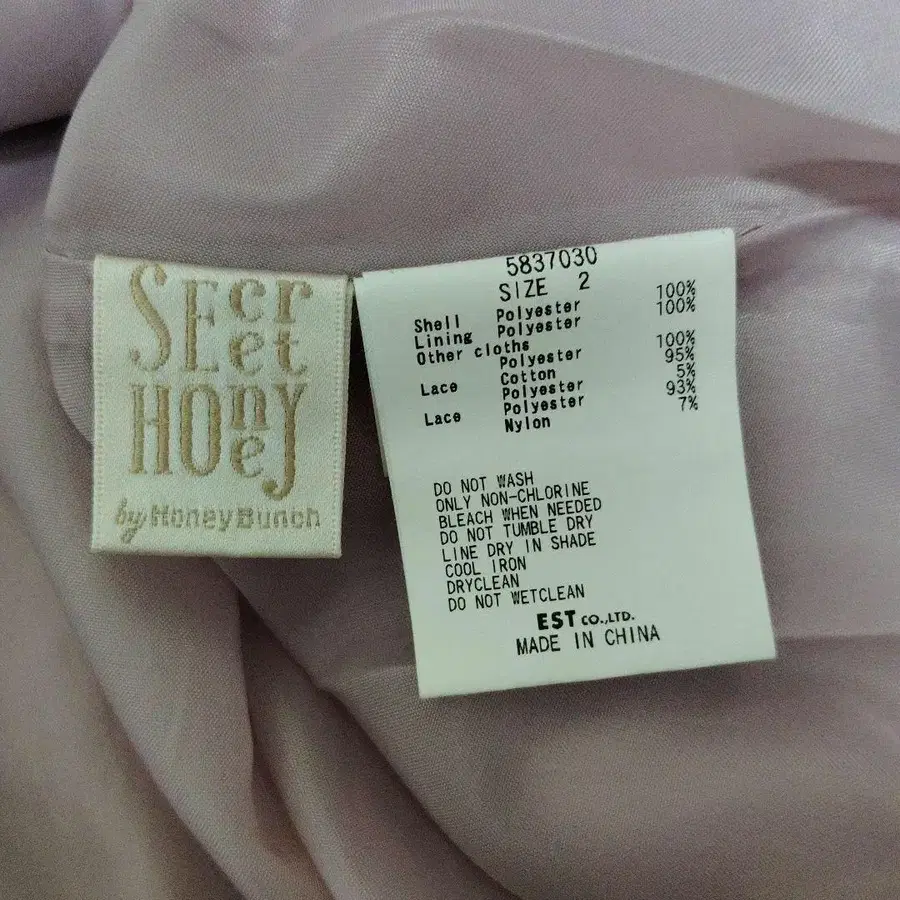 SEcret
HOney
by HoneyBunch
5837030
SIZE 2
Shell Polyester 100%
Lining Polyester 100%
Other cloths
Polyester 100%
Lace Cotton 95%
Polyester 5%
Lace Polyester 93%
Nylon 7%
DO NOT WASH
ONLY NON-CHLORINE
BLEACH WHEN NEEDED
DO NOT TUMBLE DRY
LINE DRY IN SHADE
COOL IRON
DRYCLEAN
DO NOT WETCLEAN
EST CO.,LTD.
MADE IN CHINA